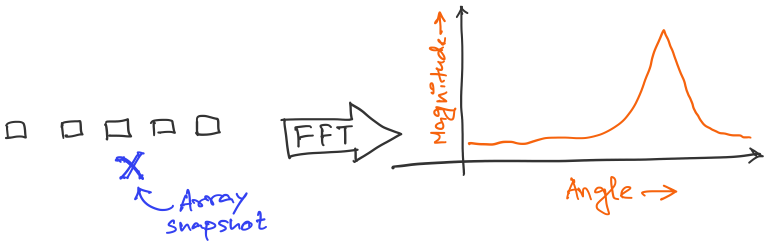 X
Array
snapshot
FFT
Magnitude →
Angle →